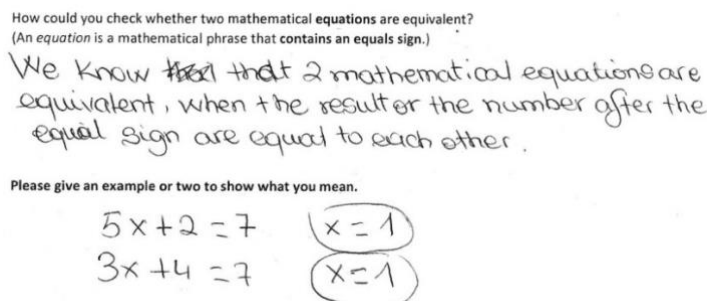 How could you check whether two mathematical equations are equivalent?
(An equation is a mathematical phrase that contains an equals sign.)
We know that 2 mathematical equations are
equivalent, when the result or the number after the
equal sign are equal to each other.
Please give an example or two to show what you mean.
5x+2=7 x=1
3x+4=7 x=1